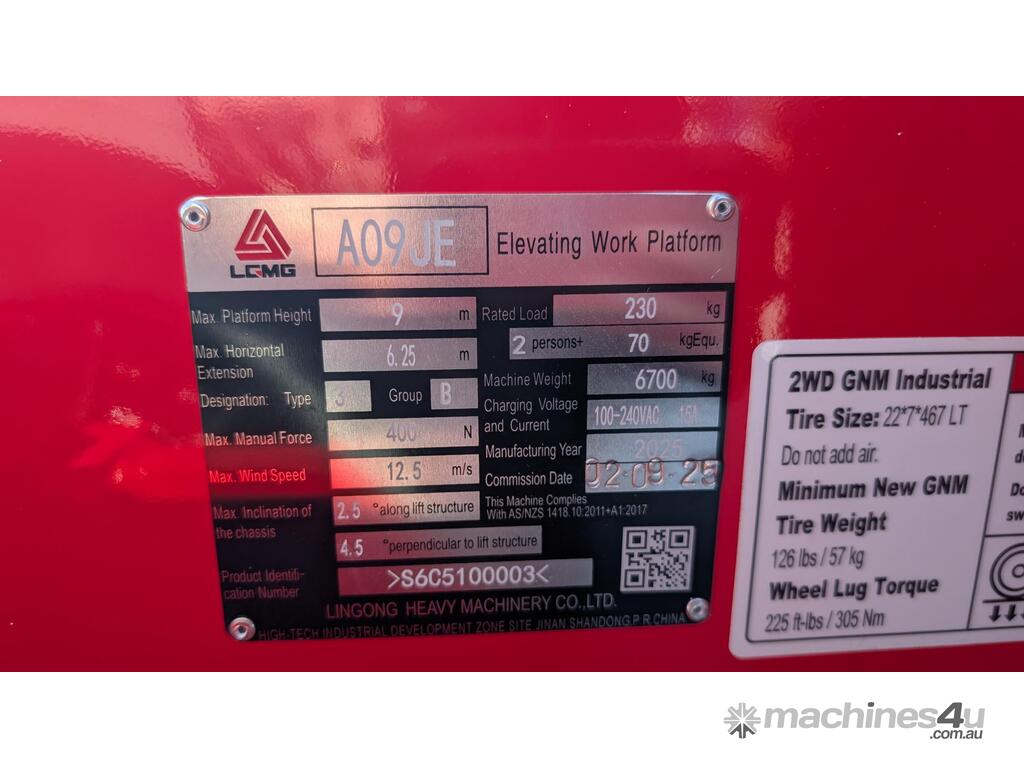 LGMG
A09JE
Elevating Work Platform
Max. Platform Height 9 m
Rated Load 230 kg
2 persons+ 70 kgEqu.
Max. Horizontal Extension 6.25 m
Machine Weight 6700 kg
Designation: Type 3 Group B
Charging Voltage and Current 100-240VAC 15A
Max. Manual Force 400 N
Manufacturing Year 2025
Max. Wind Speed 12.5 m/s
Commission Date 02-09-25
Max. Inclination of the chassis
2.5 °along lift structure
4.5 °perpendicular to lift structure
This Machine Complies
With AS/NZS 1418.10:2011+A1:2017
Product Identifi-
cation Number >S6C5100003<
LINGONG HEAVY MACHINERY CO.,LTD.
HIGH-TECH INDUSTRIAL DEVELOPMENT ZONE SITE JINAN SHANDONG P.R.CHINA
2WD GNM Industrial
Tire Size: 22*7*467 LT
Do not add air.
Minimum New GNM
Tire Weight
126 lbs / 57 kg
Wheel Lug Torque
225 ft-lbs / 305 Nm
machines4u
.com.au